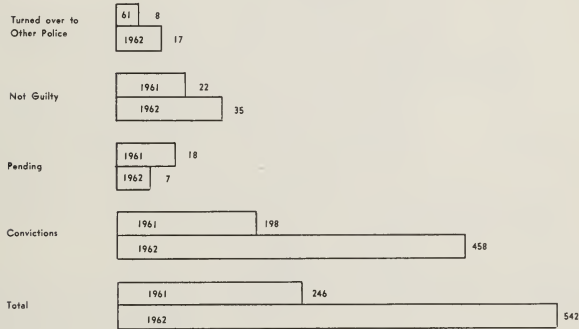 Turned over to
Other Police
61 8
1962 17
Not Guilty
1961 22
1962 35
Pending
1961 18
1962 7
Convictions
1961 198
1962 458
Total
1961 246
1962 542